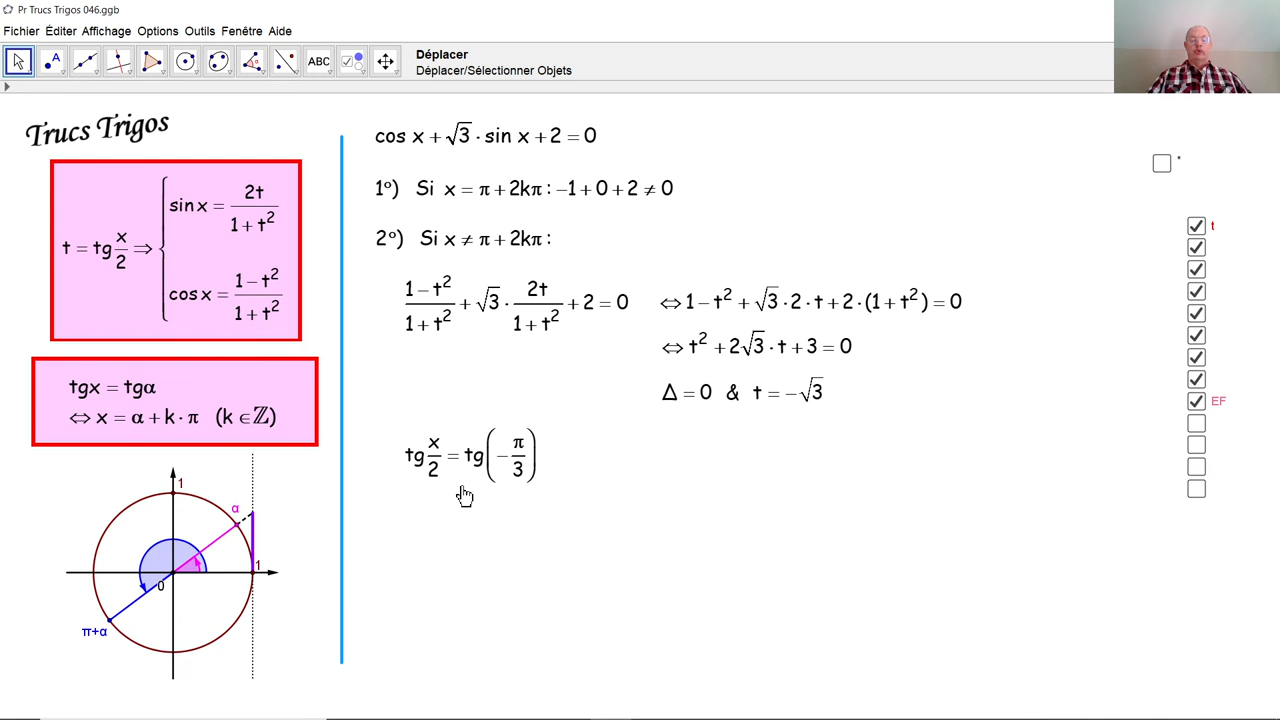 Pr Trucs Trigos 046.ggb
Fichier Éditer Affichage Options Outils Fenêtre Aide
A
ABC
Déplacer
Déplacer/Sélectionner Objets
Trucs Trigos
t = tg x/2 ⇒ { sin x = 2t/(1 + t²)
cos x = (1 − t²)/(1 + t²)
tgx = tgα
⇔ x = α + k · π (k ∈ ℤ)
1
α
1
0
π+α
cos x + √3 · sin x + 2 = 0
1°) Si x = π + 2kπ : −1 + 0 + 2 ≠ 0
2°) Si x ≠ π + 2kπ :
(1 − t²)/(1 + t²) + √3 · 2t/(1 + t²) + 2 = 0 ⇔ 1 − t² + √3 · 2 · t + 2 · (1 + t²) = 0
⇔ t² + 2√3 · t + 3 = 0
Δ = 0 & t = −√3
tg x/2 = tg(−π/3)
*
t
EF